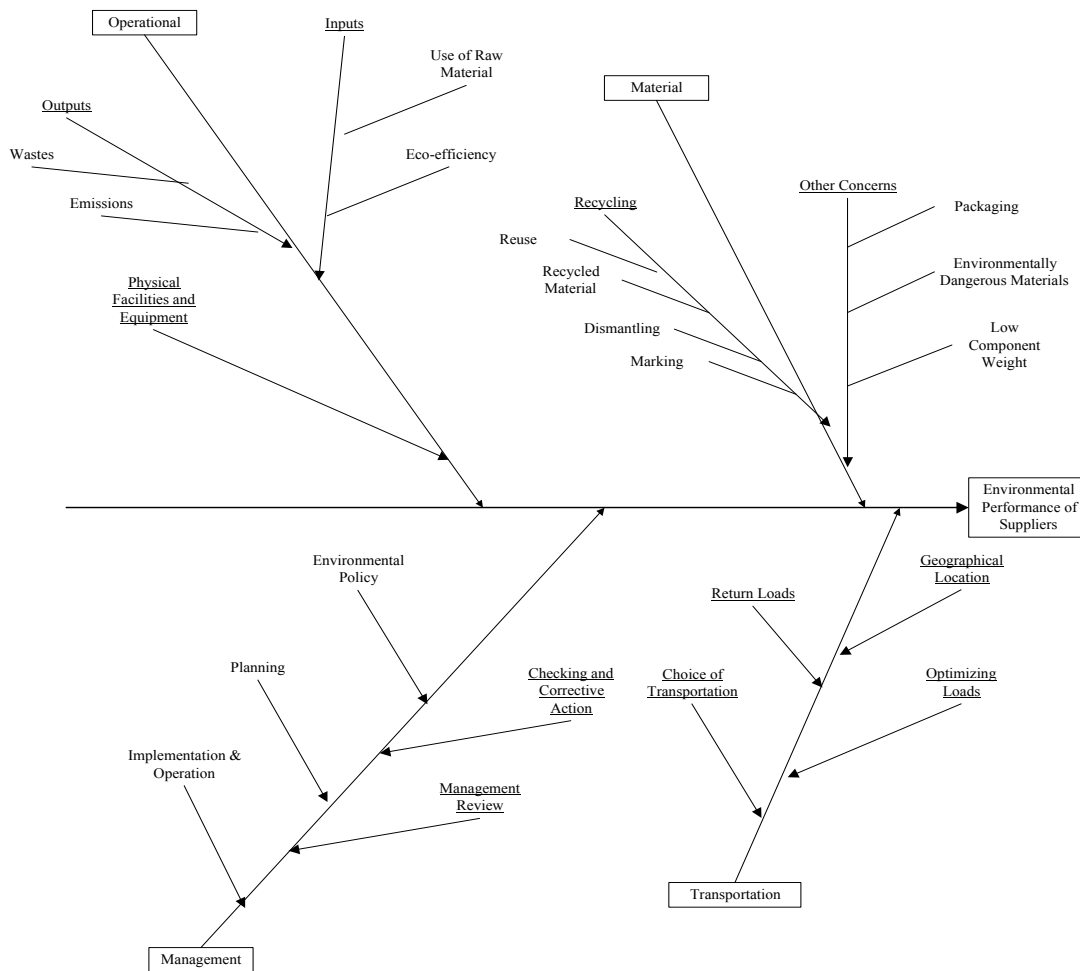 Operational
Inputs
Use of Raw
Material
Outputs
Wastes
Eco-efficiency
Emissions
Physical
Facilities and
Equipment
Material
Other Concerns
Recycling
Packaging
Reuse
Recycled
Material
Environmentally
Dangerous Materials
Dismantling
Low
Component
Weight
Marking
Environmental
Performance of
Suppliers
Environmental
Policy
Planning
Checking and
Corrective
Action
Implementation &
Operation
Management
Review
Management
Geographical
Location
Return Loads
Choice of
Transportation
Optimizing
Loads
Transportation